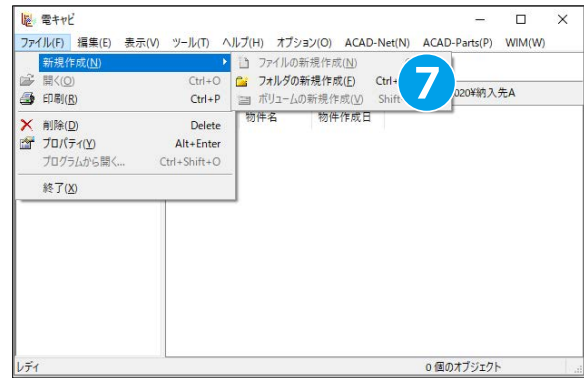 電キャビ
ファイル(F) 編集(E) 表示(V) ツール(T) ヘルプ(H) オプション(O) ACAD-Net(N) ACAD-Parts(P) WIM(W)
新規作成(N) ファイルの新規作成(N)
開く(O) Ctrl+O フォルダの新規作成(F) Ctrl+
印刷(R) Ctrl+P ボリュームの新規作成(V) Shift
7
020¥納入先A
削除(D) Delete 物件名 物件作成日
プロパティ(Y) Alt+Enter
プログラムから開く... Ctrl+Shift+O
終了(X)
レディ 0 個のオブジェクト